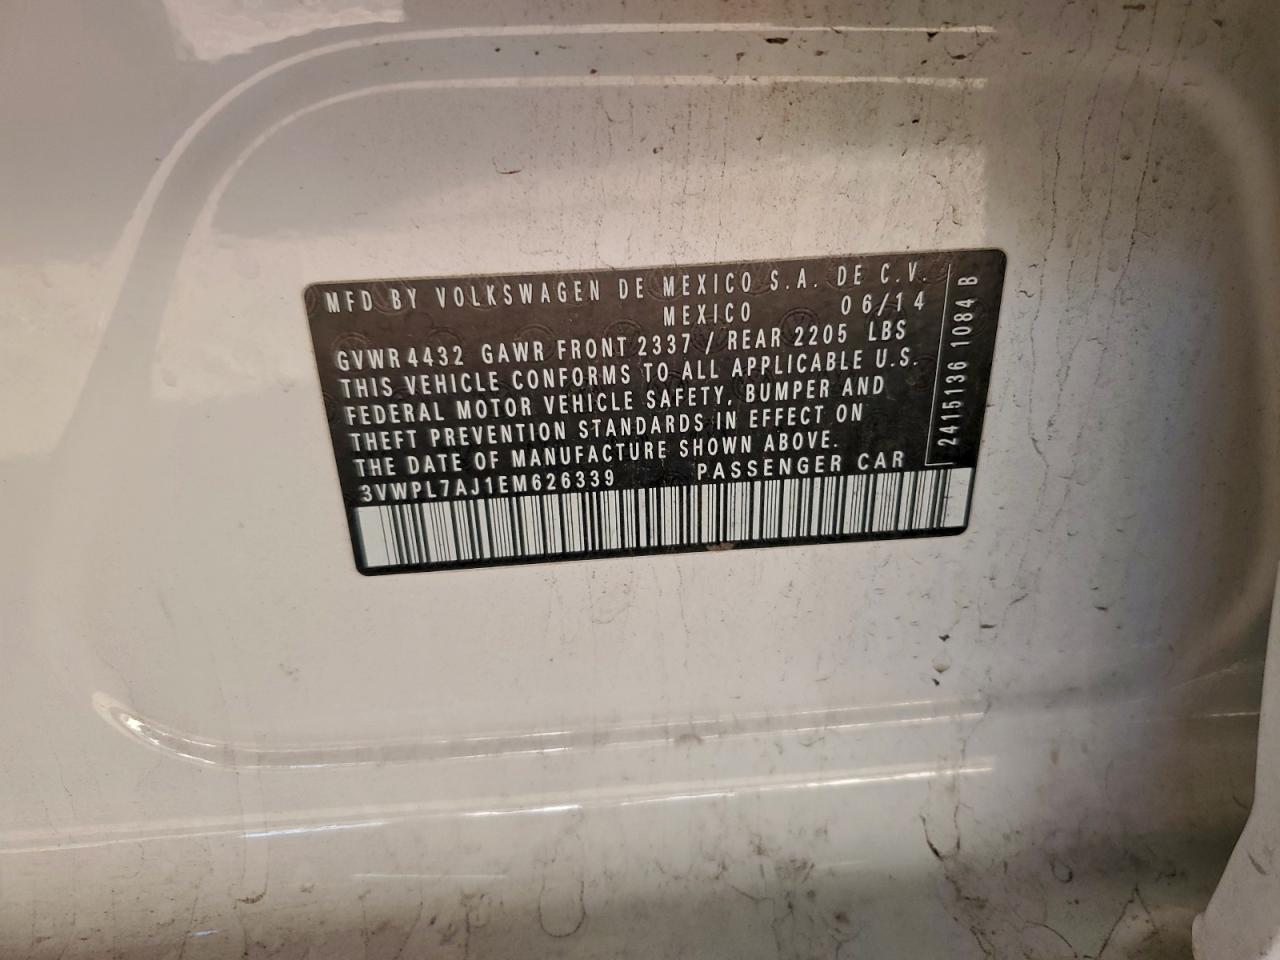 MFD BY VOLKSWAGEN DE MEXICO S.A. DE C.V.
MEXICO 06/14
GVWR 4432 GAWR FRONT 2337 / REAR 2205 LBS
THIS VEHICLE CONFORMS TO ALL APPLICABLE U.S.
FEDERAL MOTOR VEHICLE SAFETY, BUMPER AND
THEFT PREVENTION STANDARDS IN EFFECT ON
THE DATE OF MANUFACTURE SHOWN ABOVE.
3VWPL7AJ1EM626339 PASSENGER CAR
2415136 1084 B